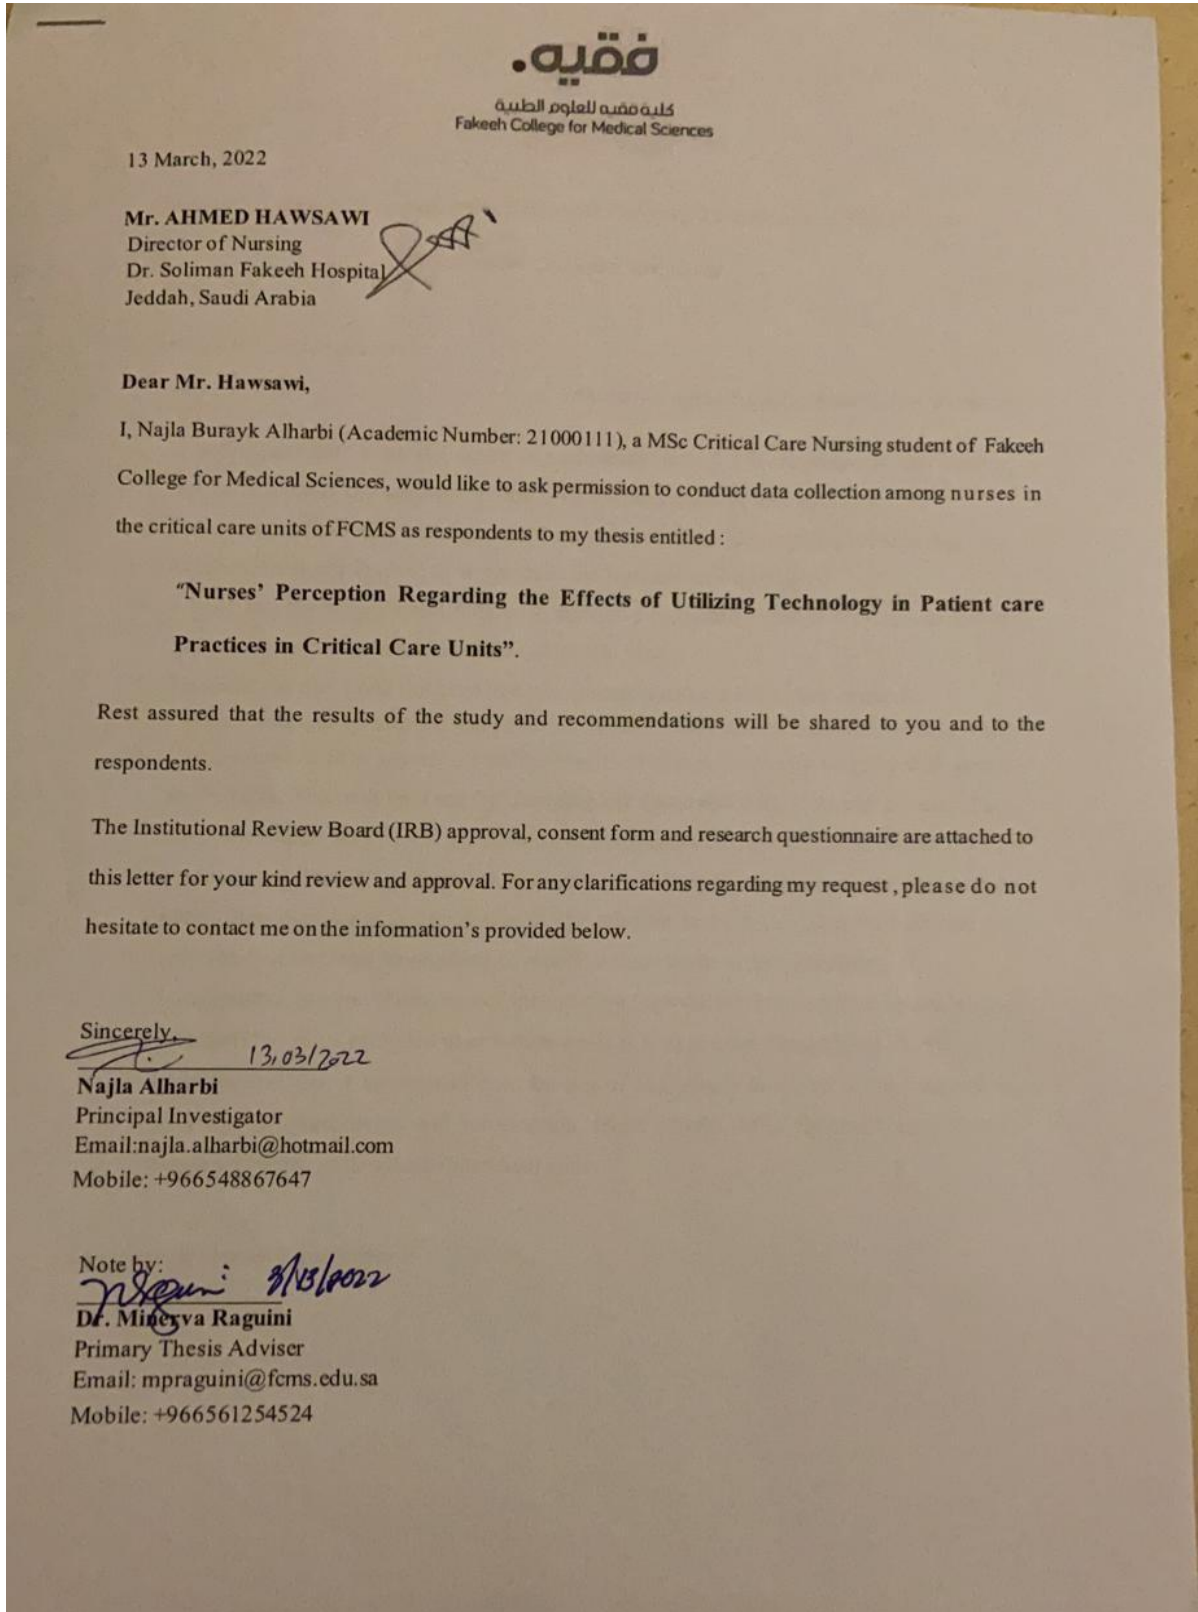 فقيه.
كلية فقيه للعلوم الطبية
Fakeeh College for Medical Sciences
13 March, 2022
Mr. AHMED HAWSAWI
Director of Nursing
Dr. Soliman Fakeeh Hospital
Jeddah, Saudi Arabia
Dear Mr. Hawsawi,
I, Najla Burayk Alharbi (Academic Number: 21000111), a MSc Critical Care Nursing student of Fakeeh
College for Medical Sciences, would like to ask permission to conduct data collection among nurses in
the critical care units of FCMS as respondents to my thesis entitled :
“Nurses’ Perception Regarding the Effects of Utilizing Technology in Patient care
Practices in Critical Care Units”.
Rest assured that the results of the study and recommendations will be shared to you and to the
respondents.
The Institutional Review Board (IRB) approval, consent form and research questionnaire are attached to
this letter for your kind review and approval. For any clarifications regarding my request , please do not
hesitate to contact me on the information’s provided below.
Sincerely,
13/03/2022
Najla Alharbi
Principal Investigator
Email:najla.alharbi@hotmail.com
Mobile: +966548867647
Note by:
3/13/2022
Dr. Minerva Raguini
Primary Thesis Adviser
Email: mpraguini@fcms.edu.sa
Mobile: +966561254524